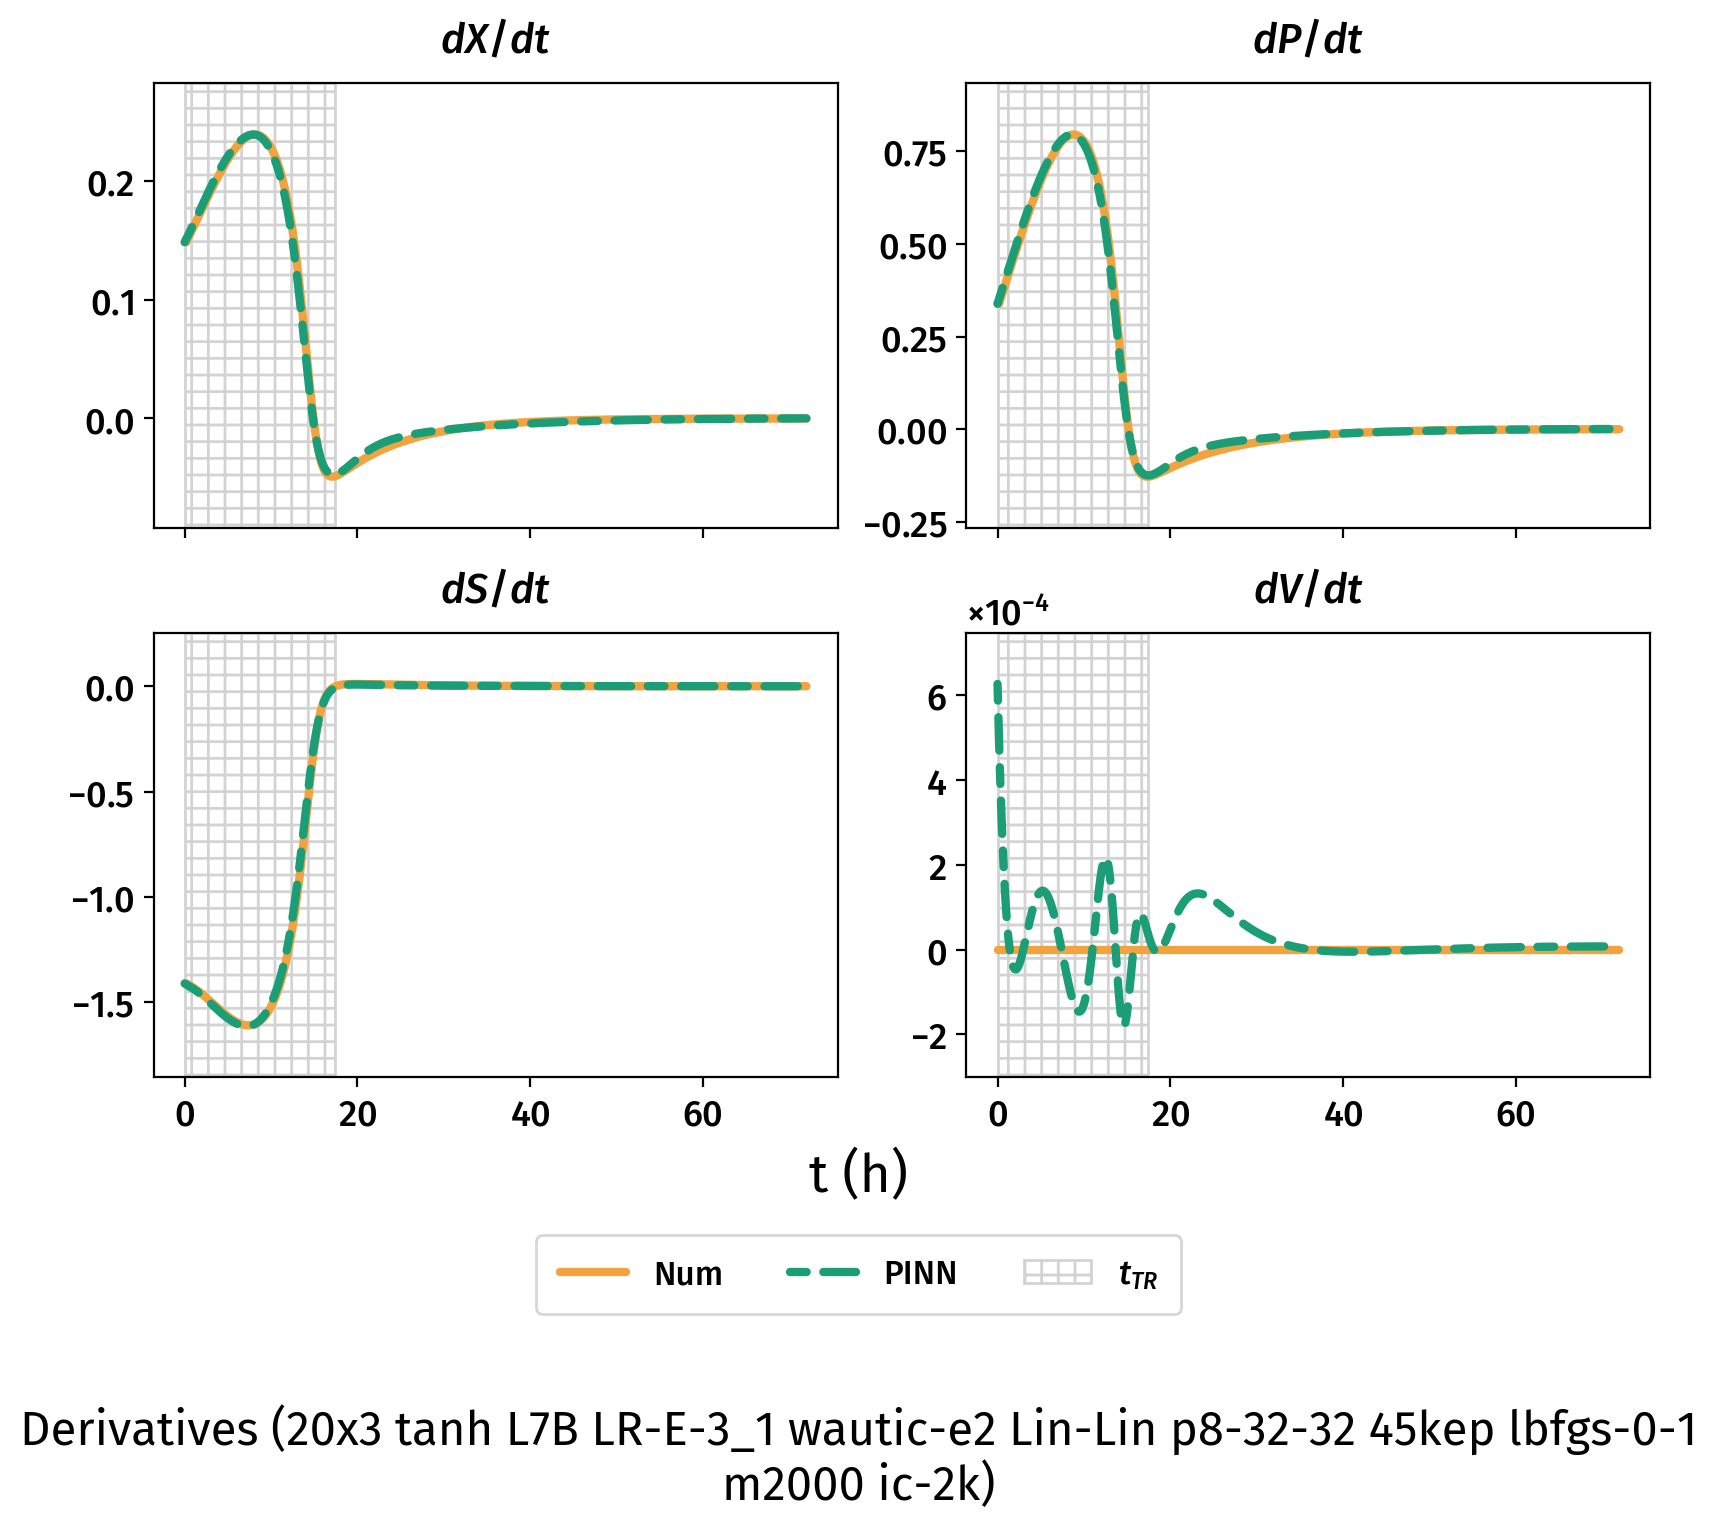 dX/dt
dP/dt
0.2
0.1
0.0
0.75
0.50
0.25
0.00
−0.25
dS/dt
dV/dt
×10⁻⁴
0.0
−0.5
−1.0
−1.5
6
4
2
0
−2
0 20 40 60
0 20 40 60
t (h)
Num PINN t_TR
Derivatives (20x3 tanh L7B LR-E-3_1 wautic-e2 Lin-Lin p8-32-32 45kep lbfgs-0-1
m2000 ic-2k)